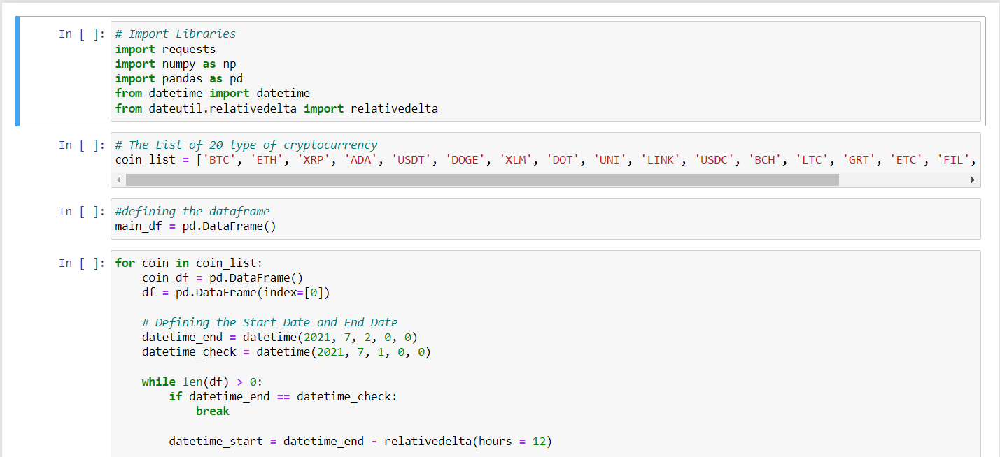 In [ ]: # Import Libraries
import requests
import numpy as np
import pandas as pd
from datetime import datetime
from dateutil.relativedelta import relativedelta
In [ ]: # The List of 20 type of cryptocurrency
coin_list = ['BTC', 'ETH', 'XRP', 'ADA', 'USDT', 'DOGE', 'XLM', 'DOT', 'UNI', 'LINK', 'USDC', 'BCH', 'LTC', 'GRT', 'ETC', 'FIL',
In [ ]: #defining the dataframe
main_df = pd.DataFrame()
In [ ]: for coin in coin_list:
    coin_df = pd.DataFrame()
    df = pd.DataFrame(index=[0])
    # Defining the Start Date and End Date
    datetime_end = datetime(2021, 7, 2, 0, 0)
    datetime_check = datetime(2021, 7, 1, 0, 0)
    while len(df) > 0:
        if datetime_end == datetime_check:
            break
        datetime_start = datetime_end - relativedelta(hours = 12)